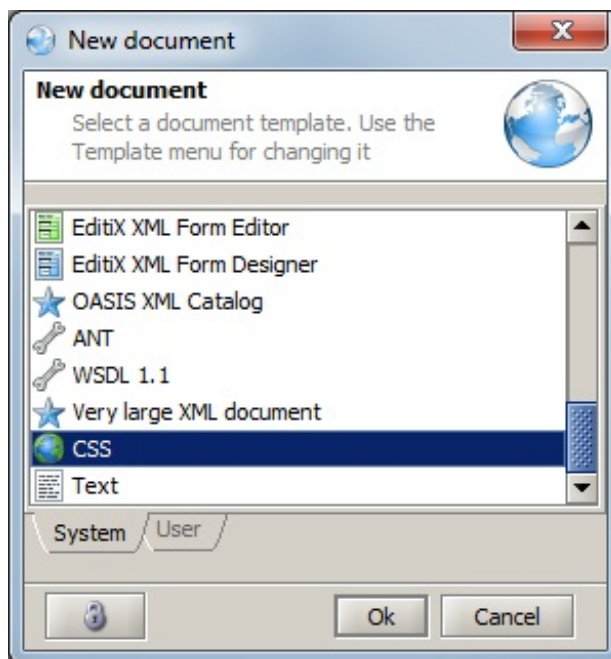 New document
New document
Select a document template. Use the
Template menu for changing it
EditiX XML Form Editor
EditiX XML Form Designer
OASIS XML Catalog
ANT
WSDL 1.1
Very large XML document
CSS
Text
System
User
Ok
Cancel